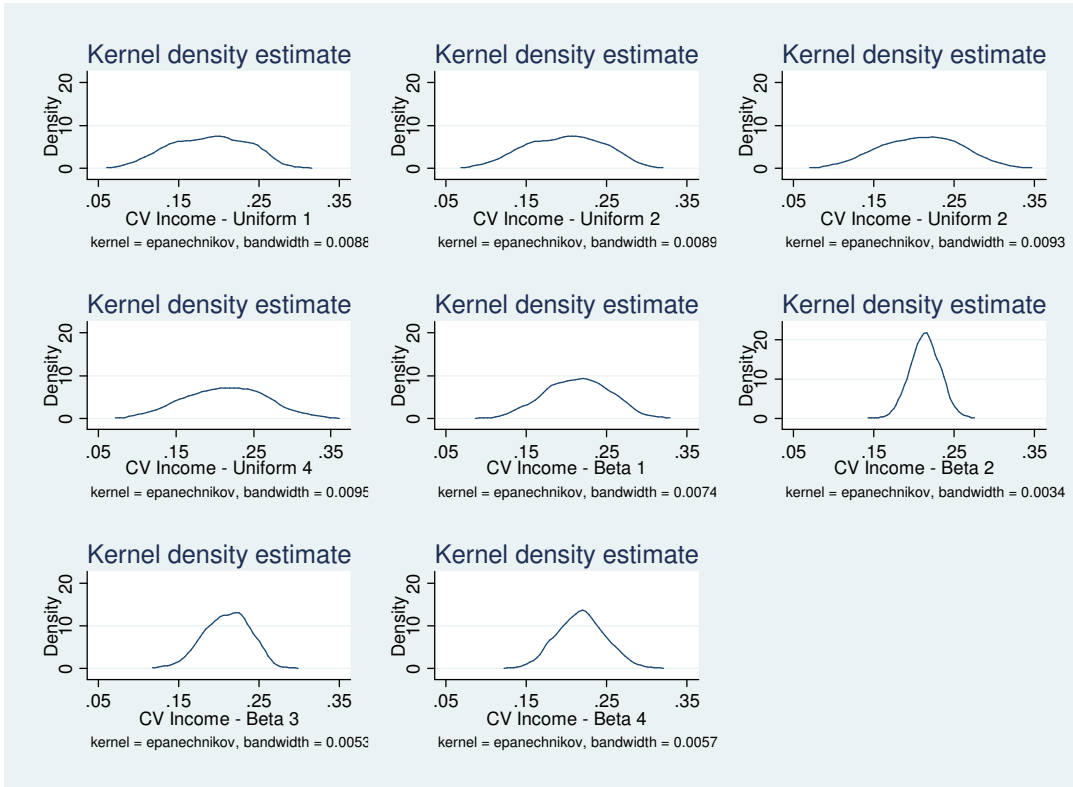 Kernel density estimate
Density
20
10
0
.05 .15 .25 .35
CV Income - Uniform 1
kernel = epanechnikov, bandwidth = 0.0088
Kernel density estimate
Density
20
10
0
.05 .15 .25 .35
CV Income - Uniform 2
kernel = epanechnikov, bandwidth = 0.0089
Kernel density estimate
Density
20
10
0
.05 .15 .25 .35
CV Income - Uniform 2
kernel = epanechnikov, bandwidth = 0.0093
Kernel density estimate
Density
20
10
0
.05 .15 .25 .35
CV Income - Uniform 4
kernel = epanechnikov, bandwidth = 0.0095
Kernel density estimate
Density
20
10
0
.05 .15 .25 .35
CV Income - Beta 1
kernel = epanechnikov, bandwidth = 0.0074
Kernel density estimate
Density
20
10
0
.05 .15 .25 .35
CV Income - Beta 2
kernel = epanechnikov, bandwidth = 0.0034
Kernel density estimate
Density
20
10
0
.05 .15 .25 .35
CV Income - Beta 3
kernel = epanechnikov, bandwidth = 0.0053
Kernel density estimate
Density
20
10
0
.05 .15 .25 .35
CV Income - Beta 4
kernel = epanechnikov, bandwidth = 0.0057